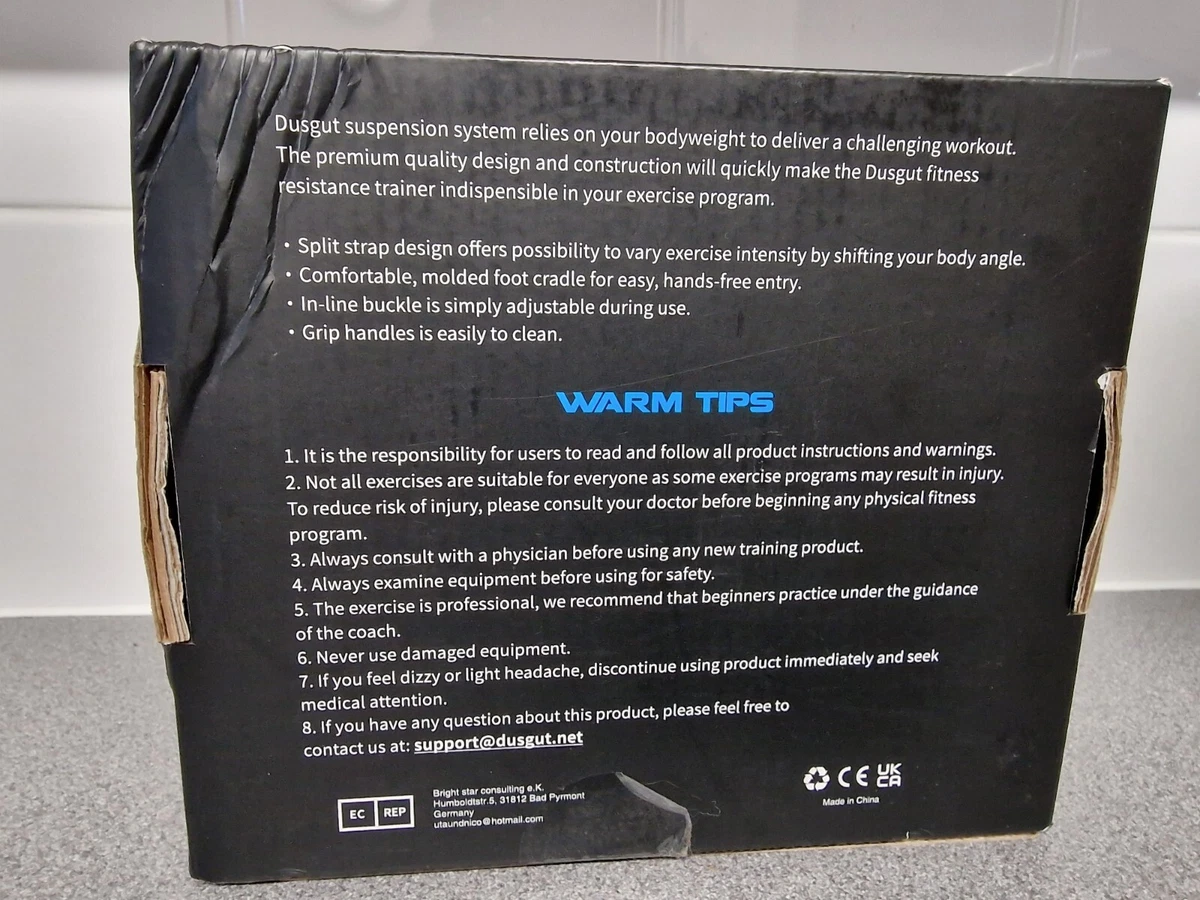 Dusgut suspension system relies on your bodyweight to deliver a challenging workout.
The premium quality design and construction will quickly make the Dusgut fitness
resistance trainer indispensible in your exercise program.
• Split strap design offers possibility to vary exercise intensity by shifting your body angle.
• Comfortable, molded foot cradle for easy, hands-free entry.
• In-line buckle is simply adjustable during use.
• Grip handles is easily to clean.
WARM TIPS
1. It is the responsibility for users to read and follow all product instructions and warnings.
2. Not all exercises are suitable for everyone as some exercise programs may result in injury.
To reduce risk of injury, please consult your doctor before beginning any physical fitness
program.
3. Always consult with a physician before using any new training product.
4. Always examine equipment before using for safety.
5. The exercise is professional, we recommend that beginners practice under the guidance
of the coach.
6. Never use damaged equipment.
7. If you feel dizzy or light headache, discontinue using product immediately and seek
medical attention.
8. If you have any question about this product, please feel free to
contact us at: support@dusgut.net
EC REP
Bright star consulting e.K.
Humboldtstr.5, 31812 Bad Pyrmont
Germany
utaundnico@hotmail.com
CE UK
CA
Made in China